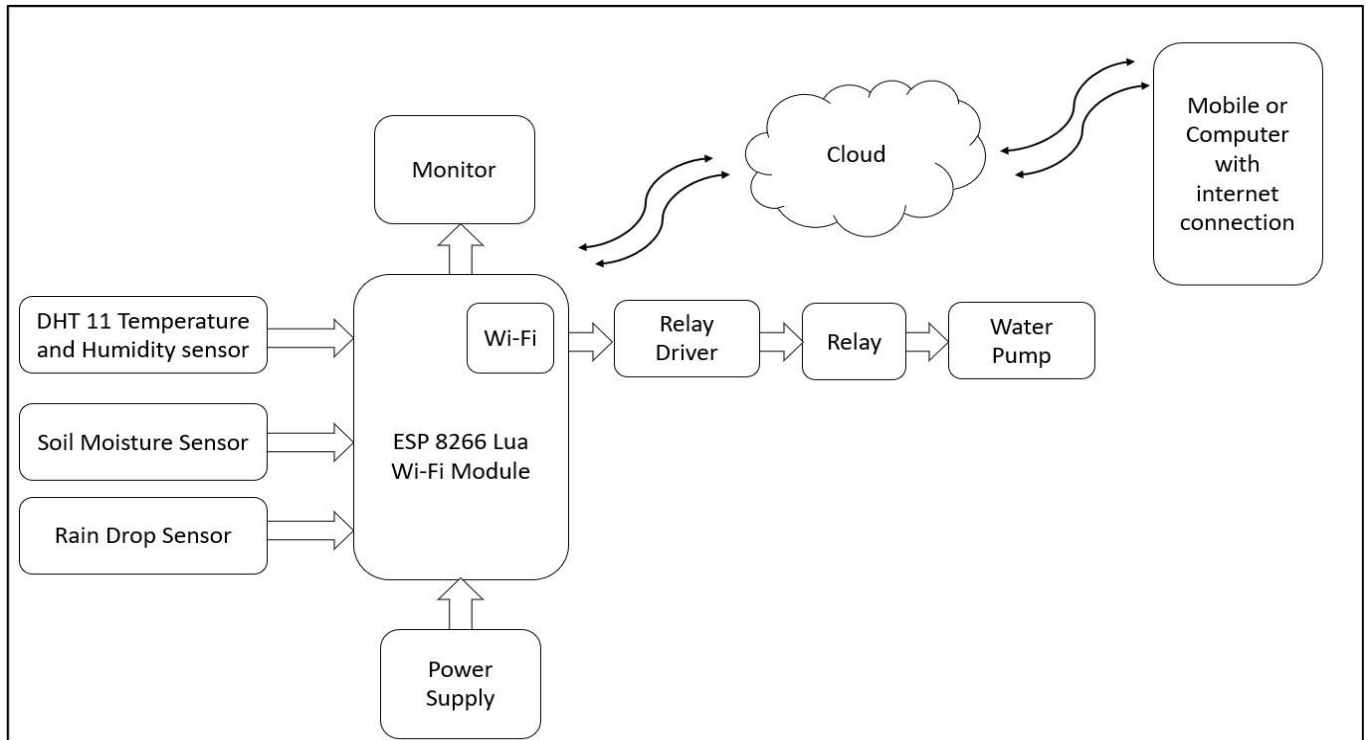 Monitor
Cloud
Mobile or
Computer
with
internet
connection
DHT 11 Temperature
and Humidity sensor
Wi-Fi
Relay
Driver
Relay
Water
Pump
Soil Moisture Sensor
ESP 8266 Lua
Wi-Fi Module
Rain Drop Sensor
Power
Supply